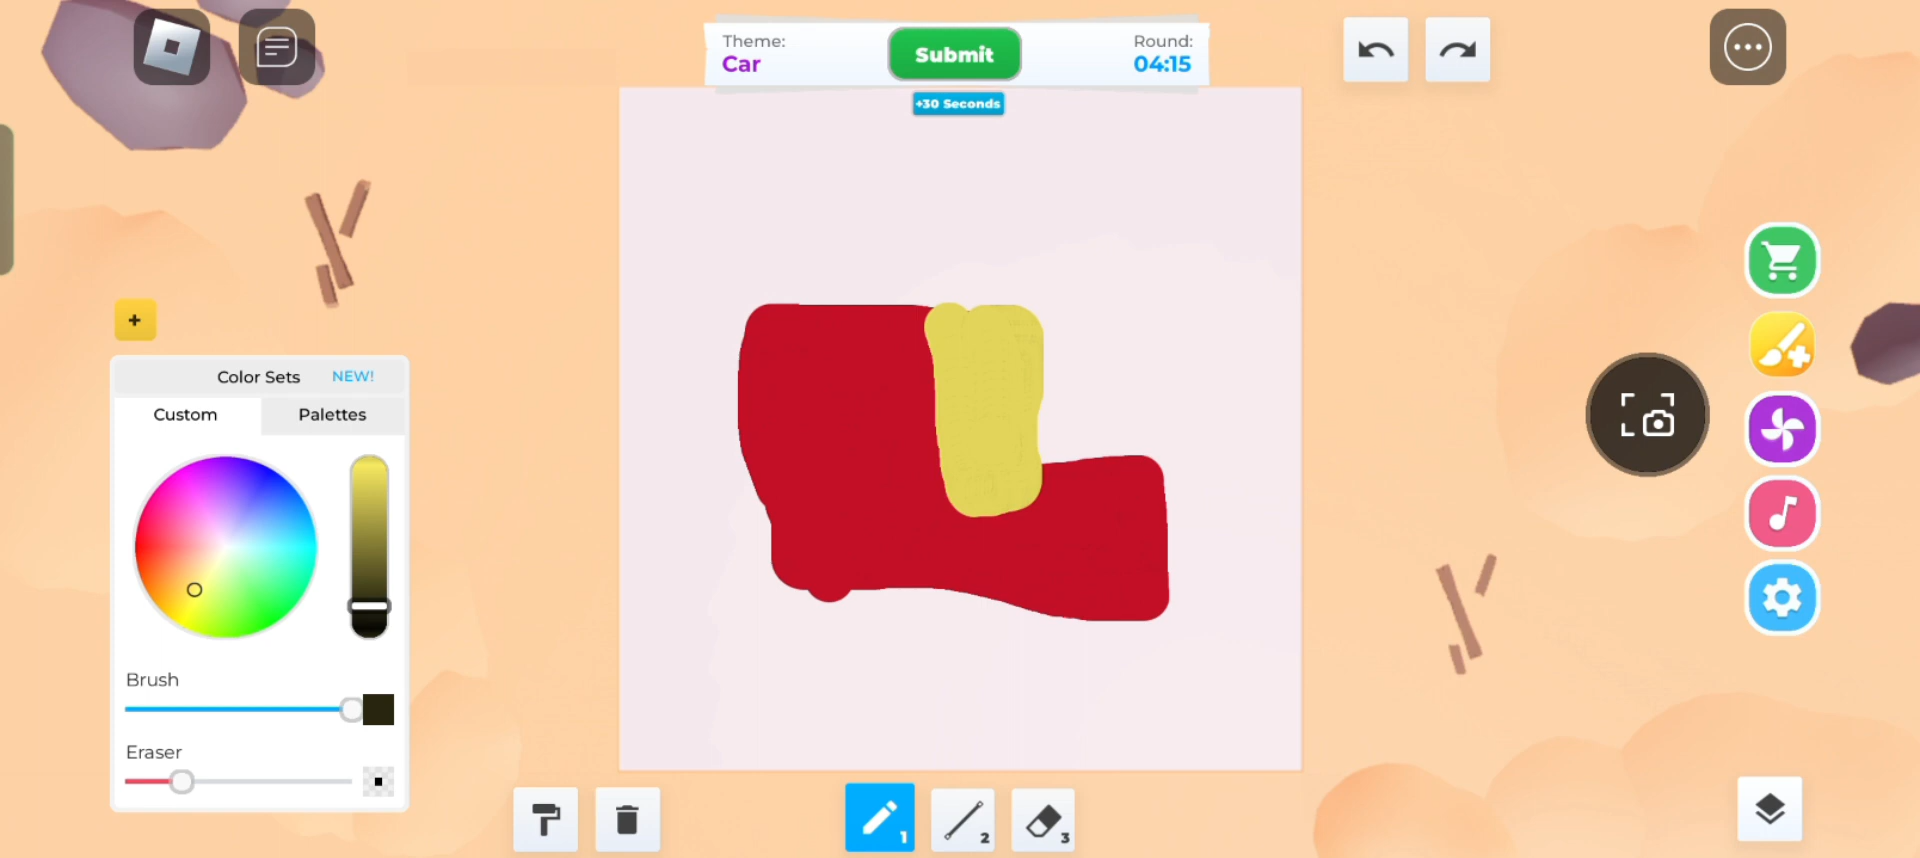 Theme:
Car
Submit
Round:
04:15
+30 Seconds
+
Color Sets NEW!
Custom Palettes
Brush
Eraser
1 2 3